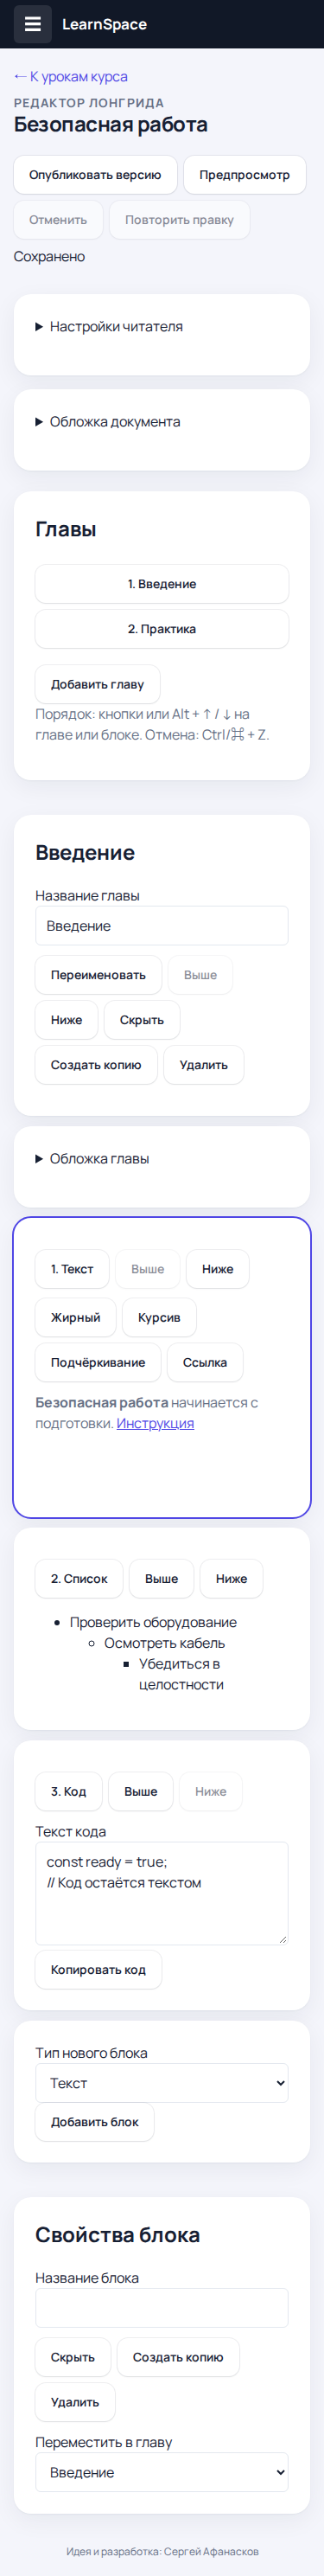 LearnSpace
← К урокам курса
РЕДАКТОР ЛОНГРИДА
Безопасная работа
Опубликовать версию Предпросмотр
Отменить Повторить правку
Сохранено
Настройки читателя
Обложка документа
Главы
1. Введение
2. Практика
Добавить главу
Порядок: кнопки или Alt + ↑ / ↓ на
главе или блоке. Отмена: Ctrl/⌘ + Z.
Введение
Название главы
Введение
Переименовать Выше
Ниже Скрыть
Создать копию Удалить
Обложка главы
1. Текст Выше Ниже
Жирный Курсив
Подчёркивание Ссылка
Безопасная работа начинается с
подготовки. Инструкция
2. Список Выше Ниже
Проверить оборудование
Осмотреть кабель
Убедиться в
целостности
3. Код Выше Ниже
Текст кода
const ready = true;
// Код остаётся текстом
Копировать код
Тип нового блока
Текст
Добавить блок
Свойства блока
Название блока
Скрыть Создать копию
Удалить
Переместить в главу
Введение
Идея и разработка: Сергей Афанасков